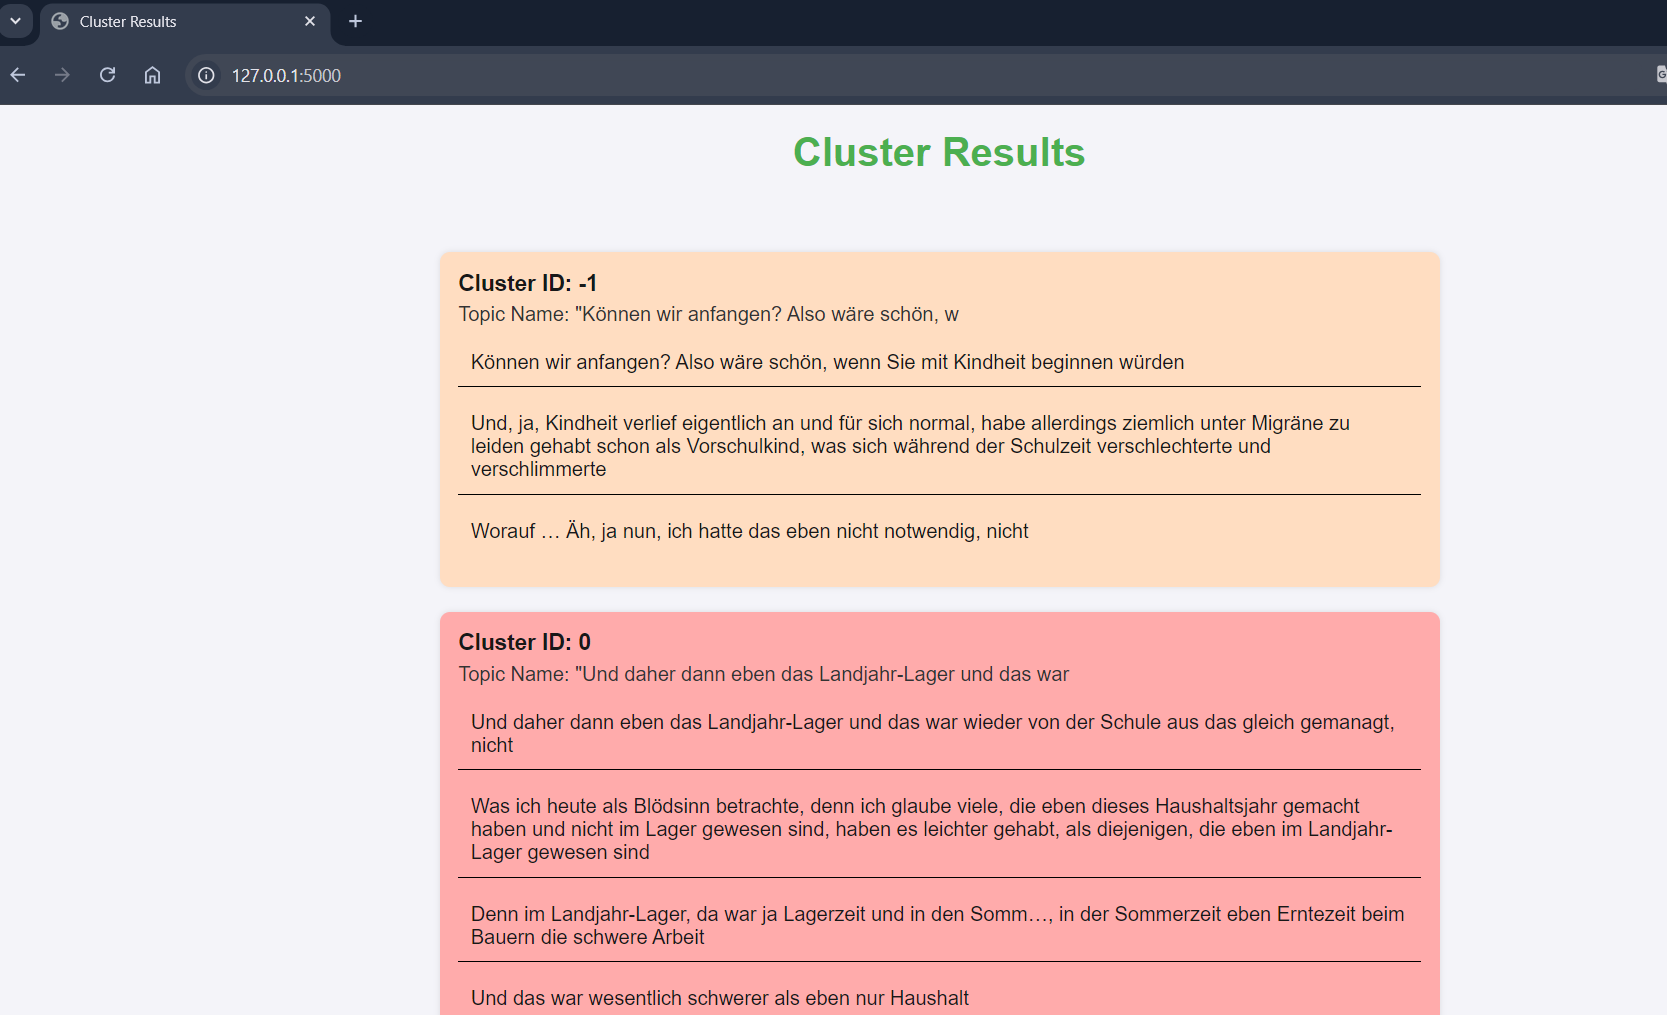 Cluster Results
127.0.0.1:5000
Cluster Results
Cluster ID: -1
Topic Name: "Können wir anfangen? Also wäre schön, w
Können wir anfangen? Also wäre schön, wenn Sie mit Kindheit beginnen würden
Und, ja, Kindheit verlief eigentlich an und für sich normal, habe allerdings ziemlich unter Migräne zu
leiden gehabt schon als Vorschulkind, was sich während der Schulzeit verschlechterte und
verschlimmerte
Worauf … Äh, ja nun, ich hatte das eben nicht notwendig, nicht
Cluster ID: 0
Topic Name: "Und daher dann eben das Landjahr-Lager und das war
Und daher dann eben das Landjahr-Lager und das war wieder von der Schule aus das gleich gemanagt,
nicht
Was ich heute als Blödsinn betrachte, denn ich glaube viele, die eben dieses Haushaltsjahr gemacht
haben und nicht im Lager gewesen sind, haben es leichter gehabt, als diejenigen, die eben im Landjahr-
Lager gewesen sind
Denn im Landjahr-Lager, da war ja Lagerzeit und in den Somm…, in der Sommerzeit eben Erntezeit beim
Bauern die schwere Arbeit
Und das war wesentlich schwerer als eben nur Haushalt